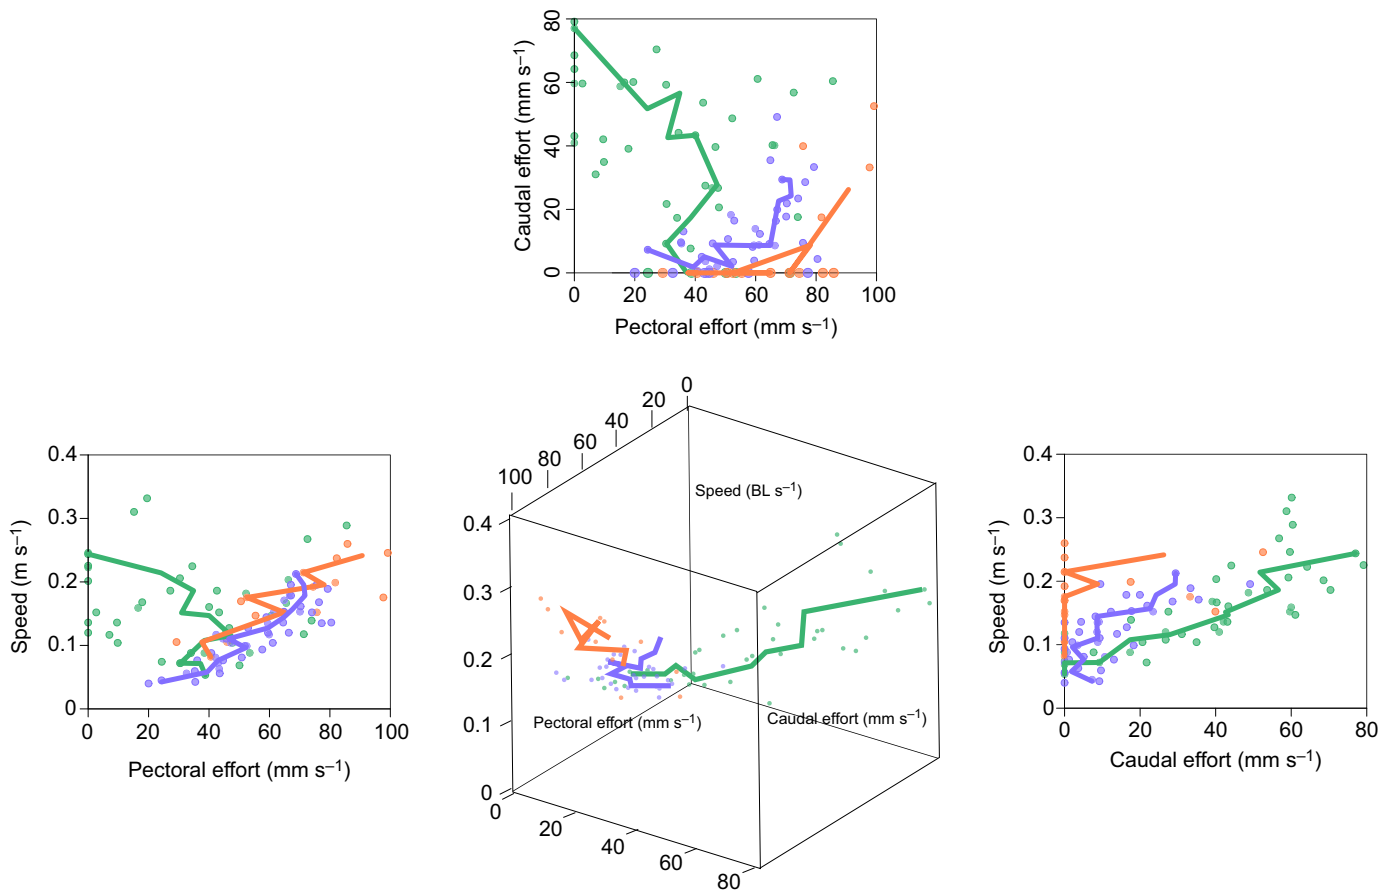 80
60
40
20
0
Caudal effort (mm s−1)
0 20 40 60 80 100
Pectoral effort (mm s−1)
0.4
0.3
0.2
0.1
0
Speed (m s−1)
0 20 40 60 80 100
Pectoral effort (mm s−1)
0
20
40
60
80
100
Speed (BL s−1)
0.4
0.3
0.2
0.1
0
Pectoral effort (mm s−1)
Caudal effort (mm s−1)
0
20
40
60
80
0.4
0.3
0.2
0.1
0
Speed (m s−1)
0 20 40 60 80
Caudal effort (mm s−1)